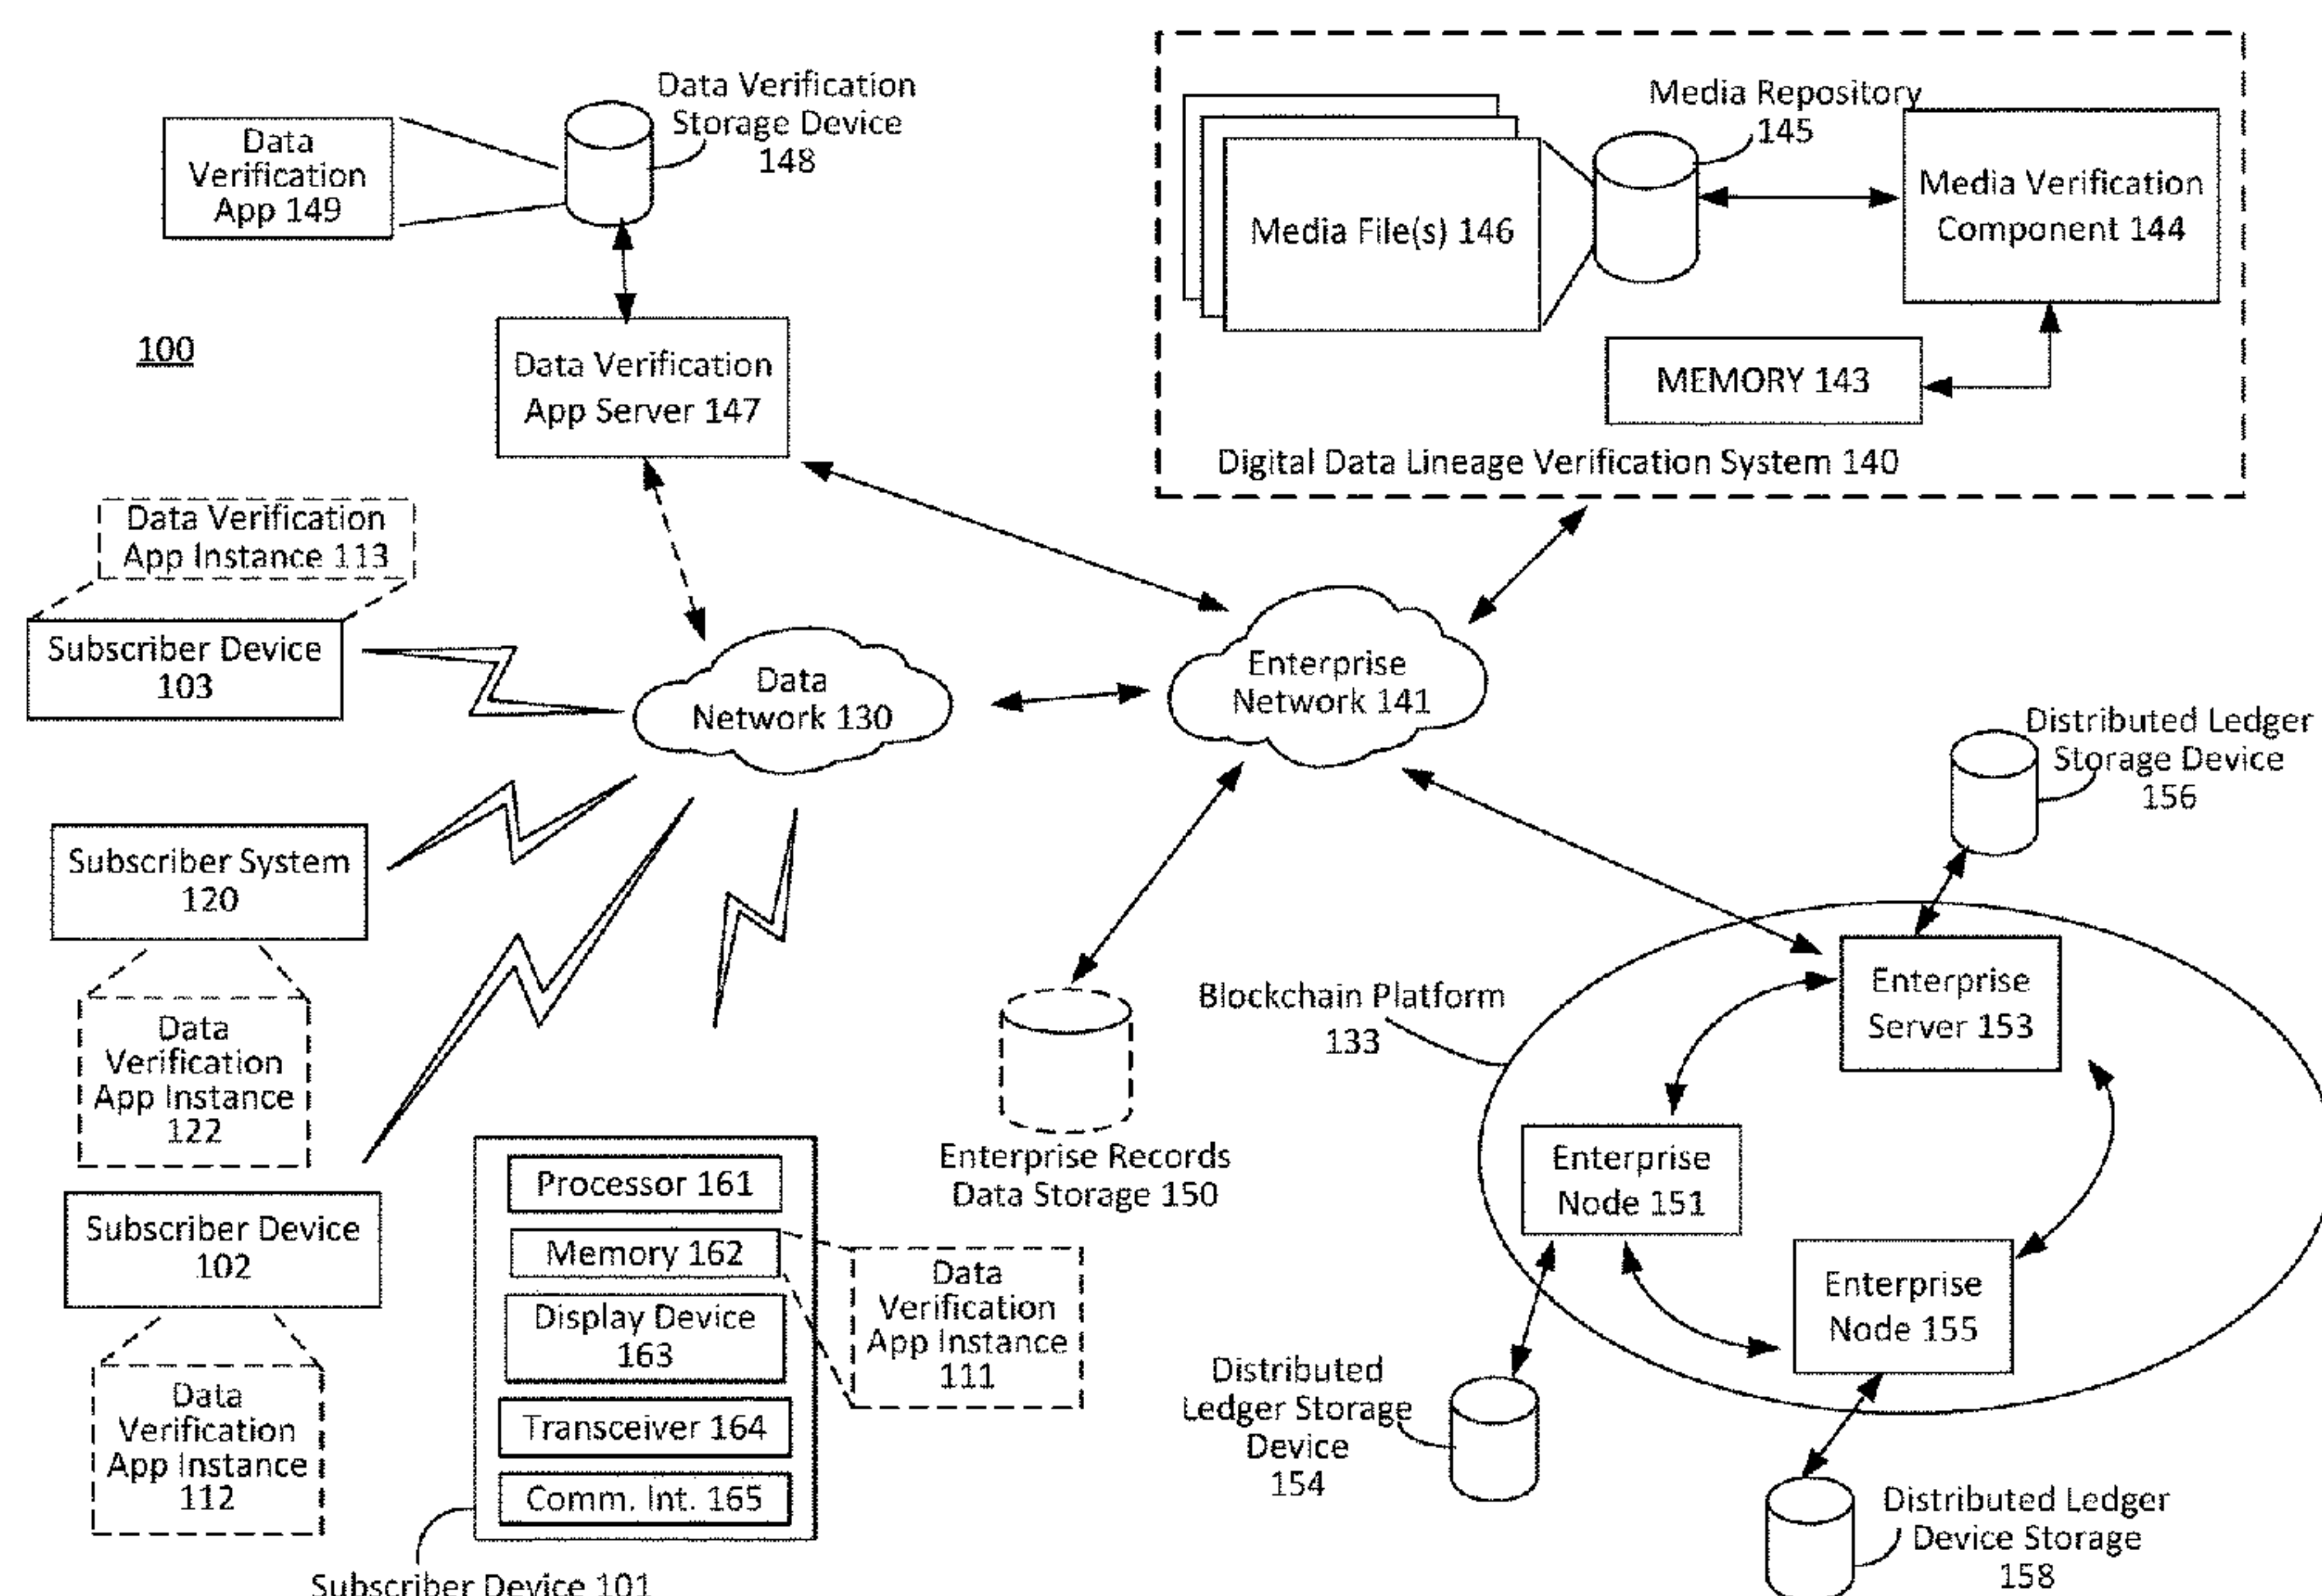 Data Verification
Storage Device
148
Data
Verification
App 149
Media Repository
145
Media File(s) 146
Media Verification
Component 144
MEMORY 143
Digital Data Lineage Verification System 140
100
Data Verification
App Server 147
Data Verification
App Instance 113
Subscriber Device
103
Data
Network 130
Enterprise
Network 141
Distributed Ledger
Storage Device
156
Subscriber System
120
Data
Verification
App Instance
122
Enterprise
Server 153
Blockchain Platform
133
Enterprise
Node 151
Enterprise
Node 155
Enterprise Records
Data Storage 150
Subscriber Device
102
Data
Verification
App Instance
112
Processor 161
Memory 162
Display Device
163
Transceiver 164
Comm. Int. 165
Data
Verification
App Instance
111
Subscriber Device 101
Distributed
Ledger Storage
Device
154
Distributed Ledger
Device Storage
158